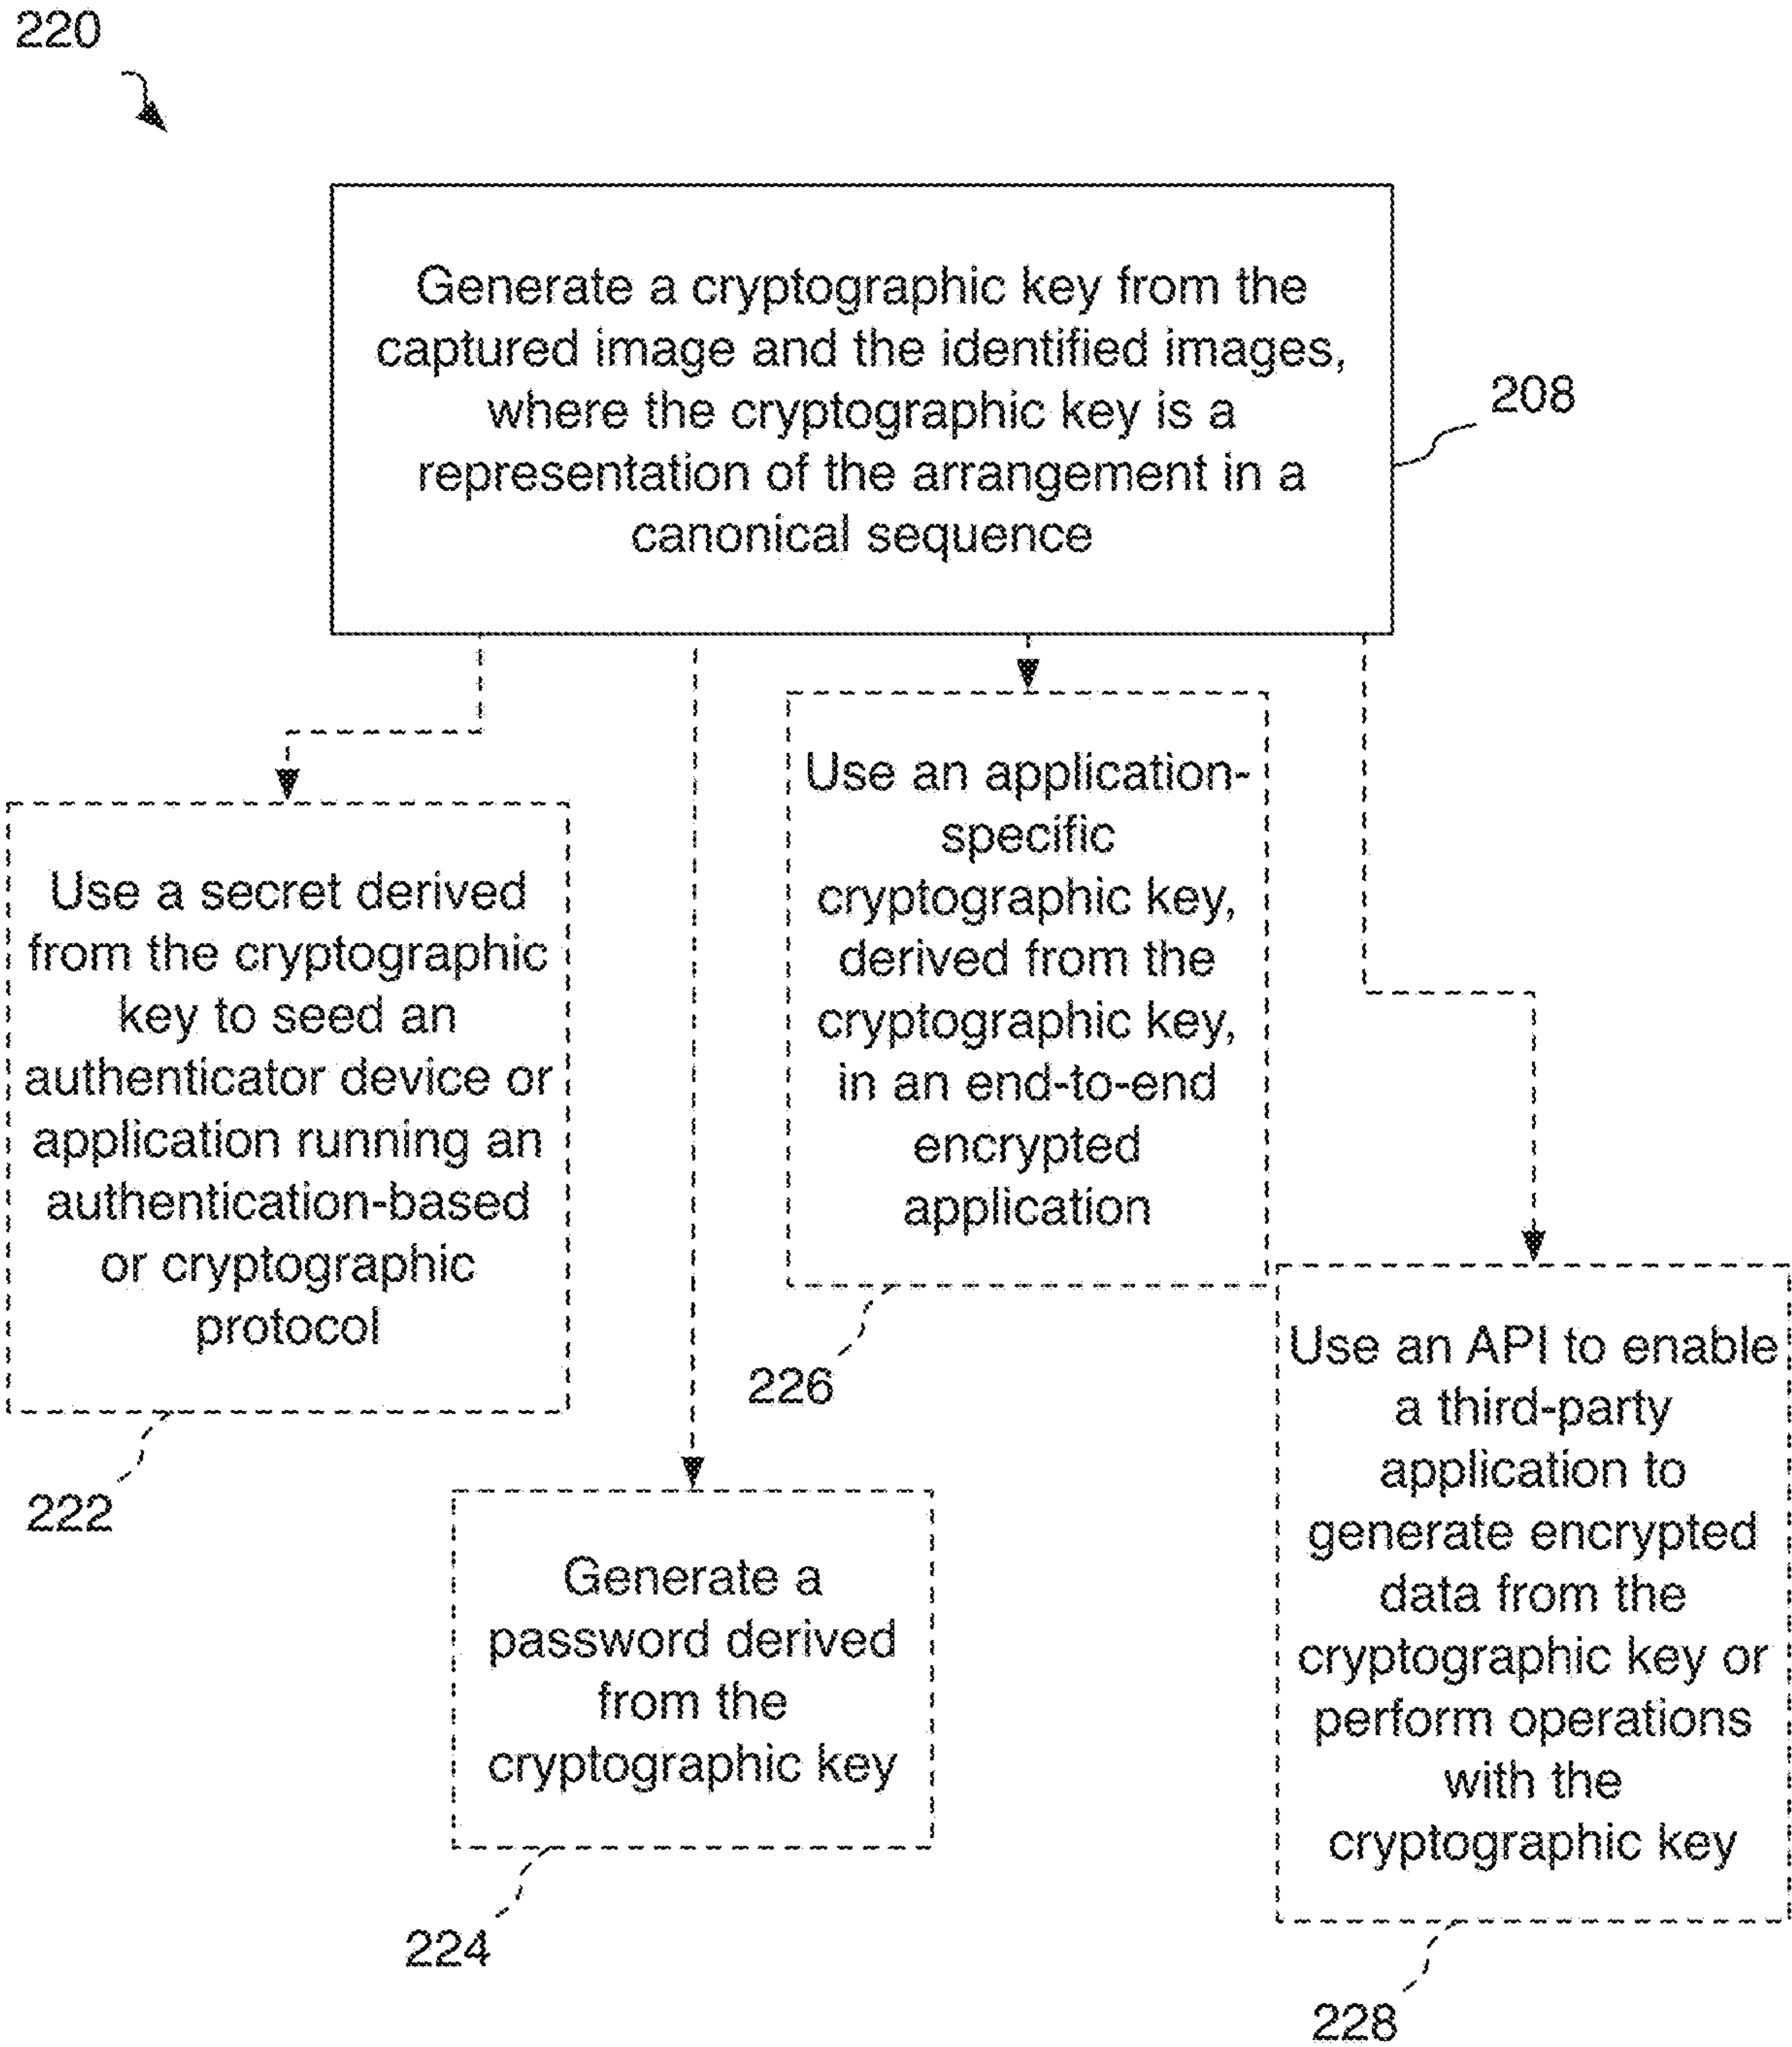 220
Generate a cryptographic key from the
captured image and the identified images,
where the cryptographic key is a
representation of the arrangement in a
canonical sequence
208
Use a secret derived
from the cryptographic
key to seed an
authenticator device or
application running an
authentication-based
or cryptographic
protocol
222
Generate a
password derived
from the
cryptographic key
224
Use an application-
specific
cryptographic key,
derived from the
cryptographic key,
in an end-to-end
encrypted
application
226
Use an API to enable
a third-party
application to
generate encrypted
data from the
cryptographic key or
perform operations
with the
cryptographic key
228